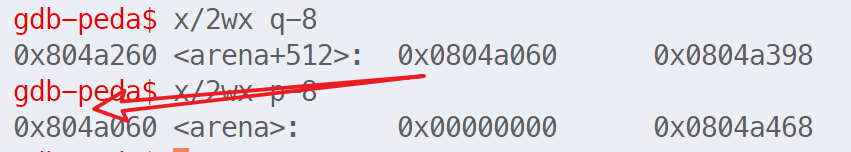 gdb-peda$ x/2wx q-8
0x804a260 <arena+512>: 0x0804a060 0x0804a398
gdb-peda$ x/2wx p-8
0x804a060 <arena>: 0x00000000 0x0804a468